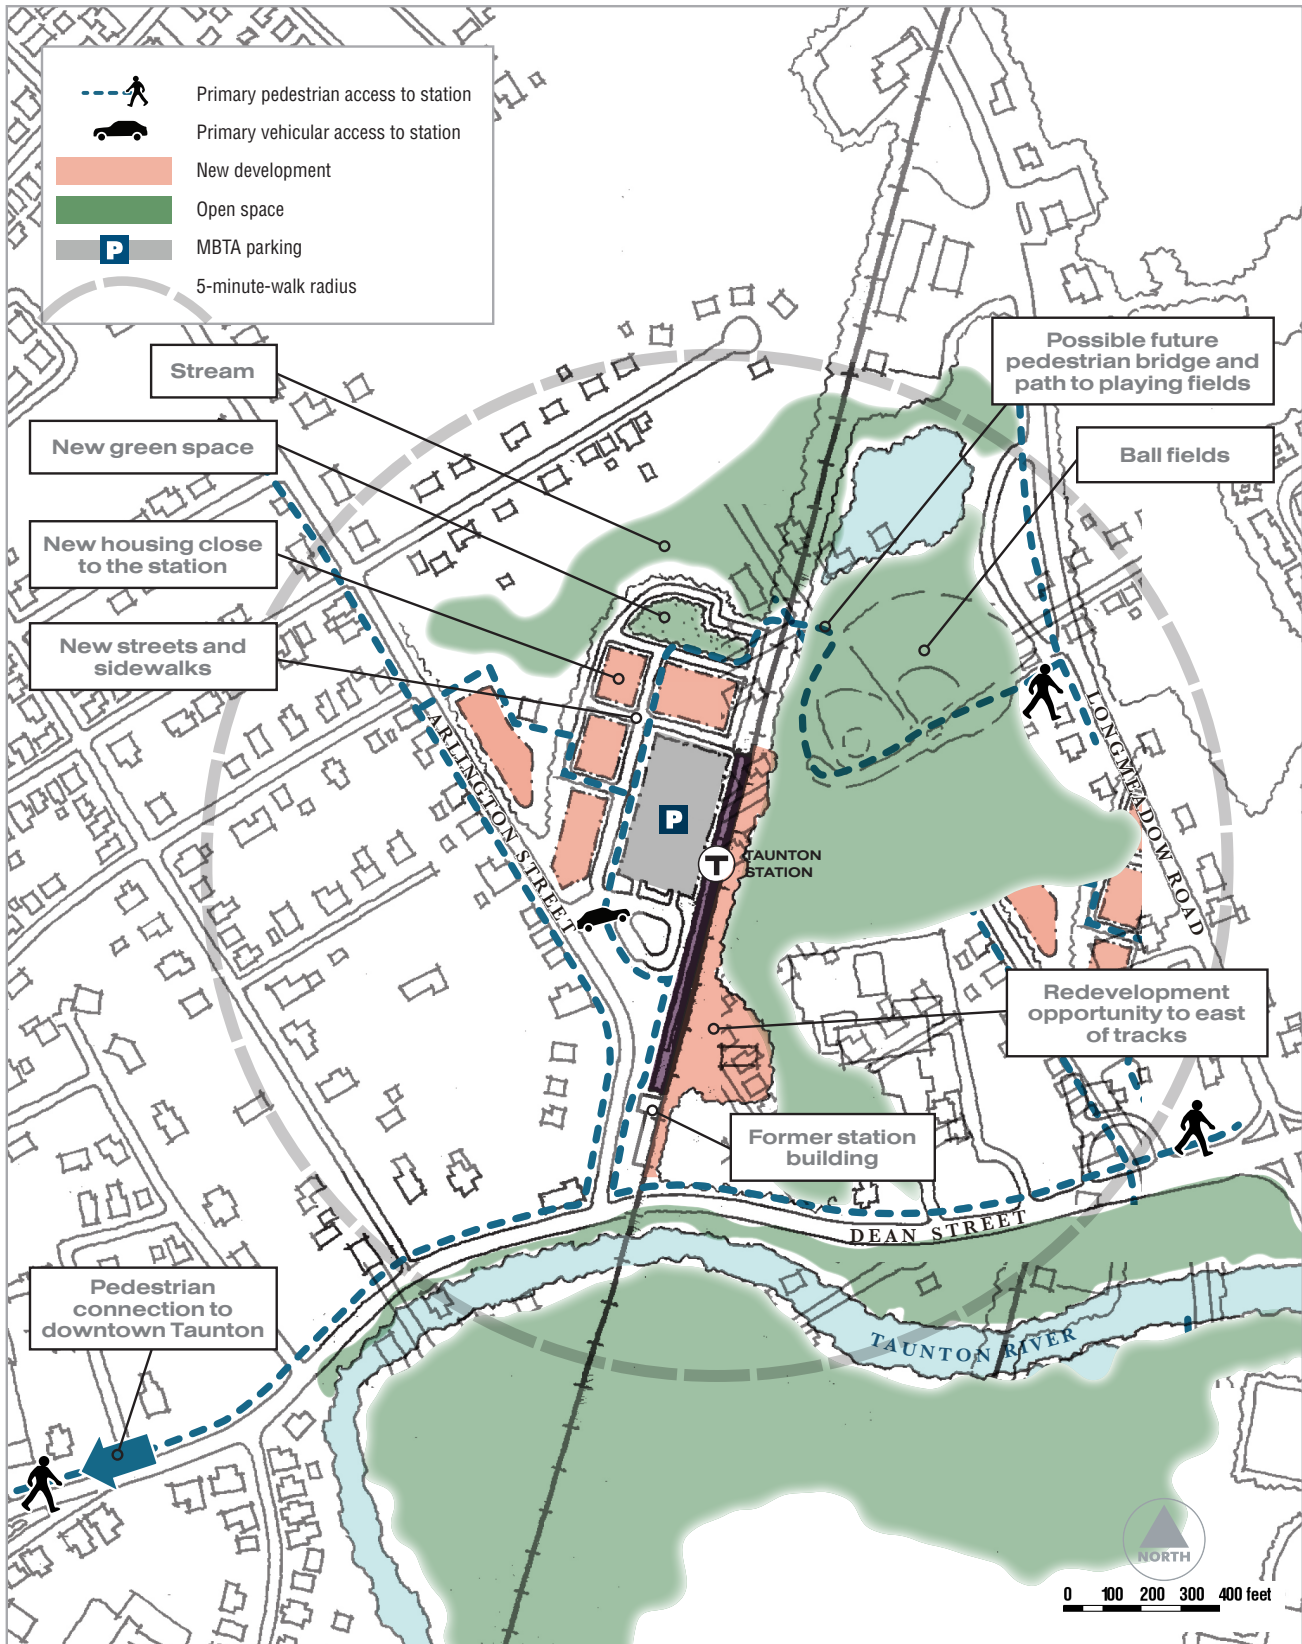 Primary pedestrian access to station
Primary vehicular access to station
New development
Open space
P
MBTA parking
5-minute-walk radius
Stream
New green space
New housing close
to the station
New streets and
sidewalks
Possible future
pedestrian bridge and
path to playing fields
Ball fields
ARLINGTON STREET
LONGMEADOW ROAD
P
T
TAUNTON
STATION
Redevelopment
opportunity to east
of tracks
Former station
building
DEAN STREET
TAUNTON RIVER
Pedestrian
connection to
downtown Taunton
NORTH
0 100 200 300 400 feet